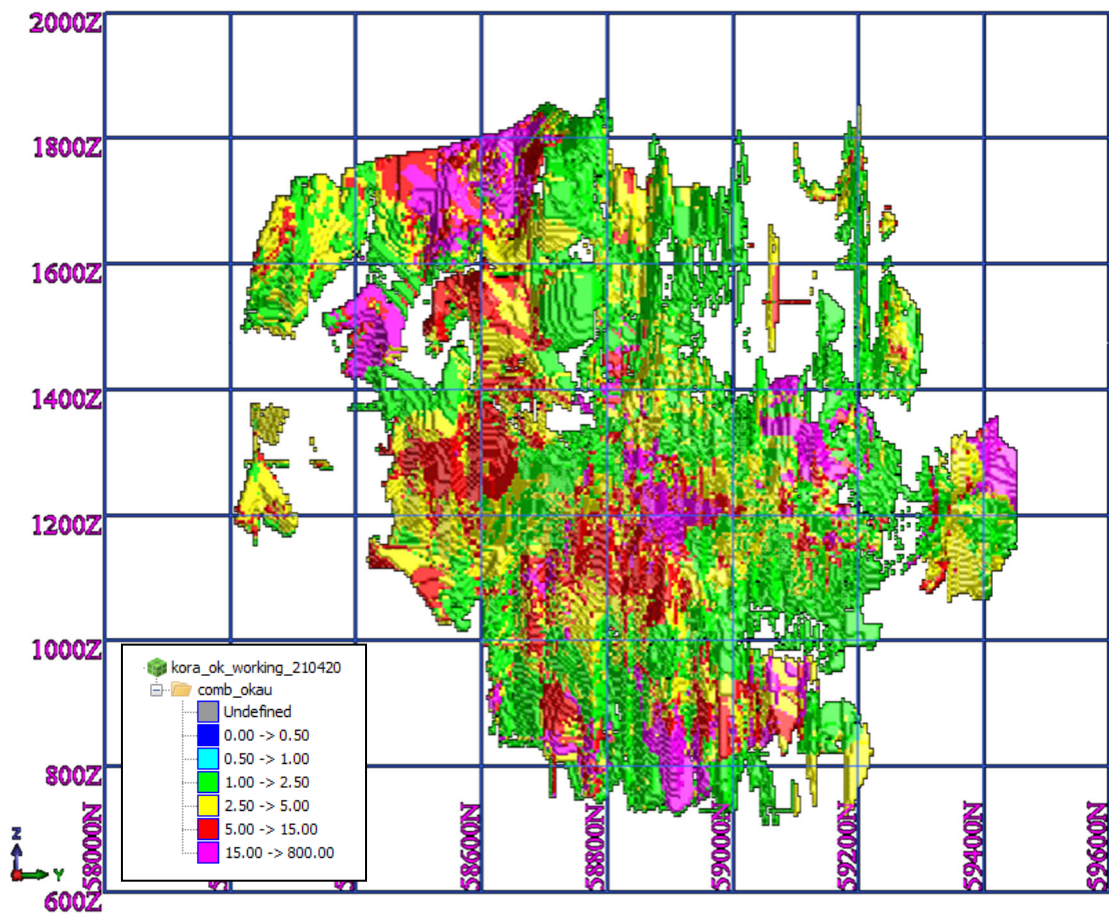 2000Z
1800Z
1600Z
1400Z
1200Z
1000Z
800Z
600Z
58000N
58600N
58800N
59000N
59200N
59400N
59600N
Z
Y
kora_ok_working_210420
comb_okau
Undefined
0.00 -> 0.50
0.50 -> 1.00
1.00 -> 2.50
2.50 -> 5.00
5.00 -> 15.00
15.00 -> 800.00